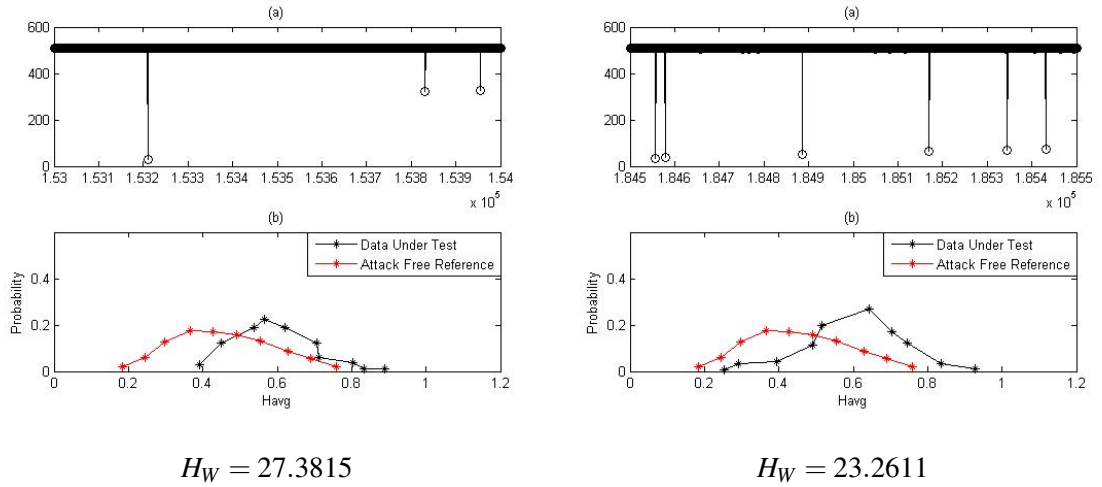 (a)
600
400
200
0
1.53 1.531 1.532 1.533 1.534 1.535 1.536 1.537 1.538 1.539 1.54
x 10^5
(b)
Data Under Test
Attack Free Reference
Probability
0.4
0.2
0
0 0.2 0.4 0.6 0.8 1 1.2
Havg
H_W = 27.3815
(a)
600
400
200
0
1.845 1.846 1.847 1.848 1.849 1.85 1.851 1.852 1.853 1.854 1.855
x 10^5
(b)
Data Under Test
Attack Free Reference
Probability
0.4
0.2
0
0 0.2 0.4 0.6 0.8 1 1.2
Havg
H_W = 23.2611